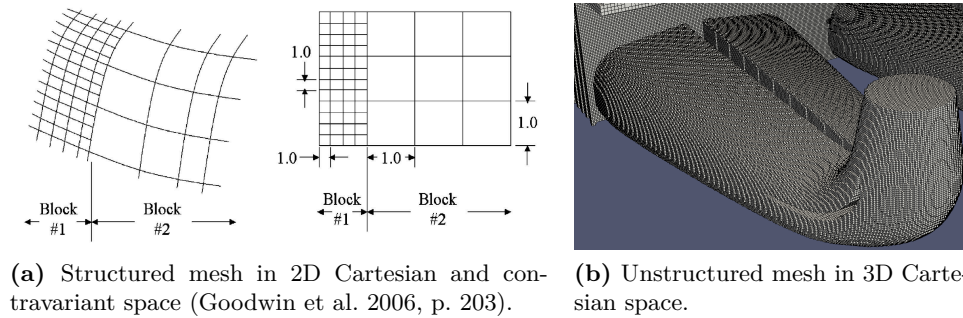 1.0
1.0
1.0
1.0
Block
#1
Block
#2
Block
#1
Block
#2
(a) Structured mesh in 2D Cartesian and con-
travariant space (Goodwin et al. 2006, p. 203).
(b) Unstructured mesh in 3D Carte-
sian space.